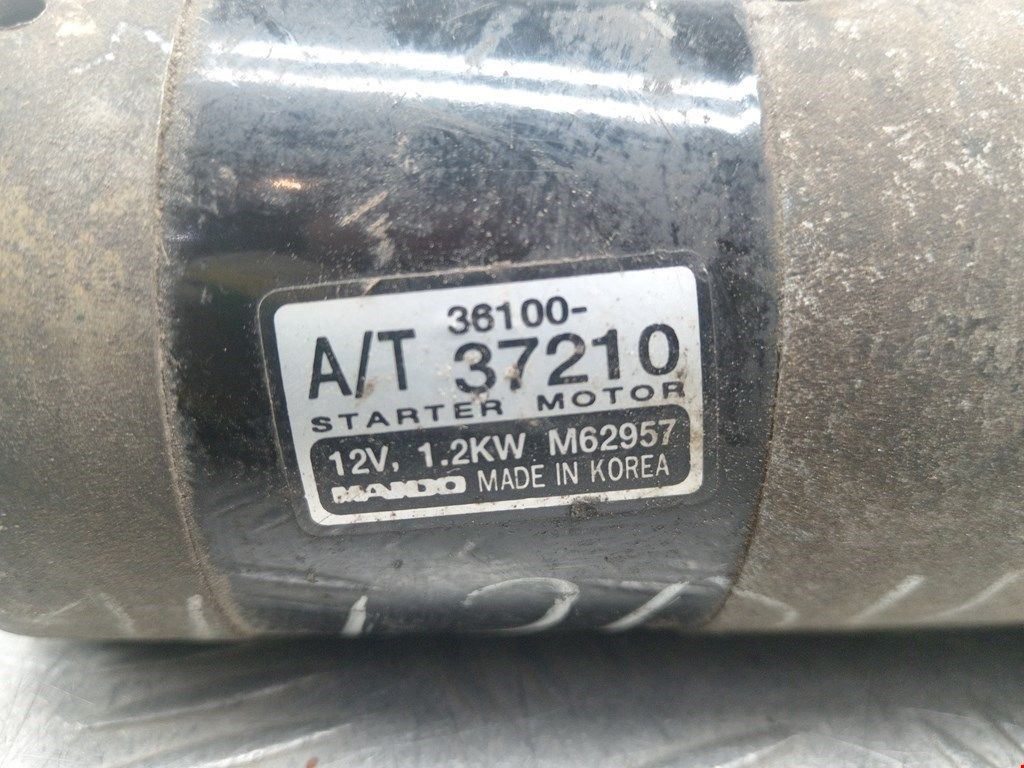 36100-
A/T 37210
STARTER MOTOR
12V, 1.2KW M62957
MANDO MADE IN KOREA